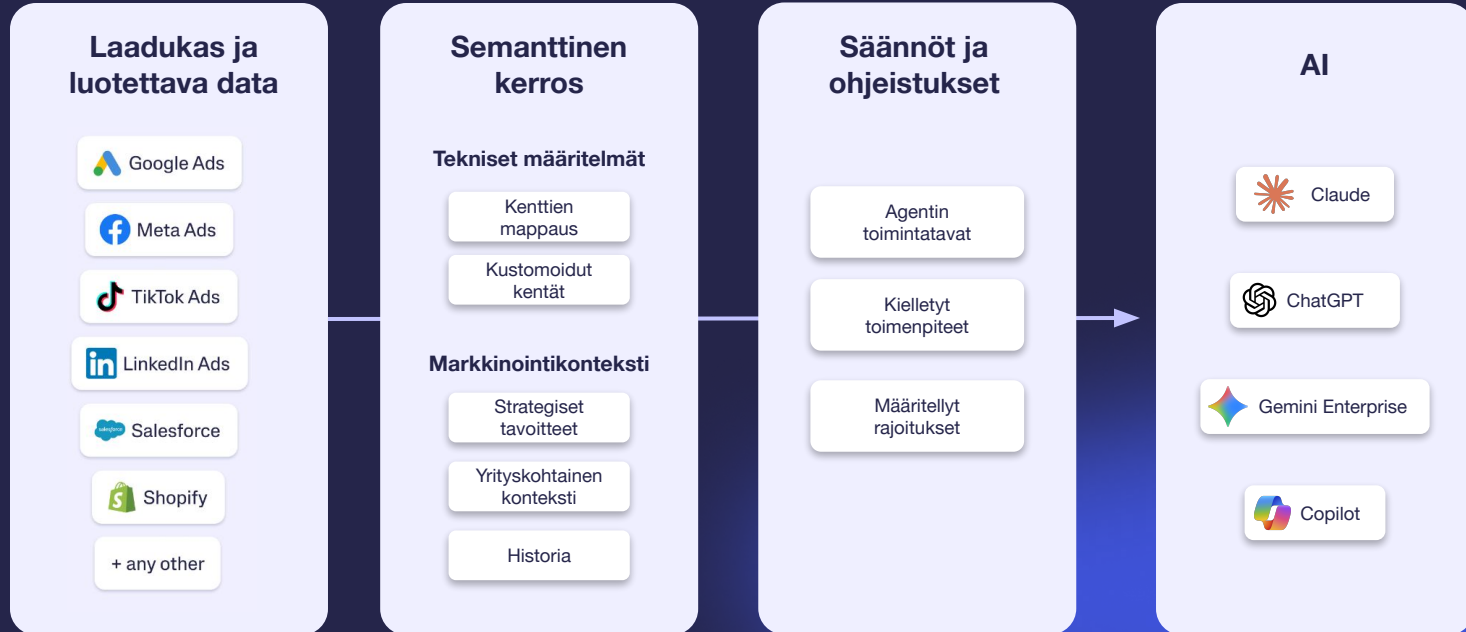 Laadukas ja
luotettava data
Google Ads
Meta Ads
TikTok Ads
LinkedIn Ads
Salesforce
Shopify
+ any other
Semanttinen
kerros
Tekniset määritelmät
Kenttien
mappaus
Kustomoidut
kentät
Markkinointikonteksti
Strategiset
tavoitteet
Yrityskohtainen
konteksti
Historia
Säännöt ja
ohjeistukset
Agentin
toimintatavat
Kielletyt
toimenpiteet
Määritellyt
rajoitukset
AI
Claude
ChatGPT
Gemini Enterprise
Copilot